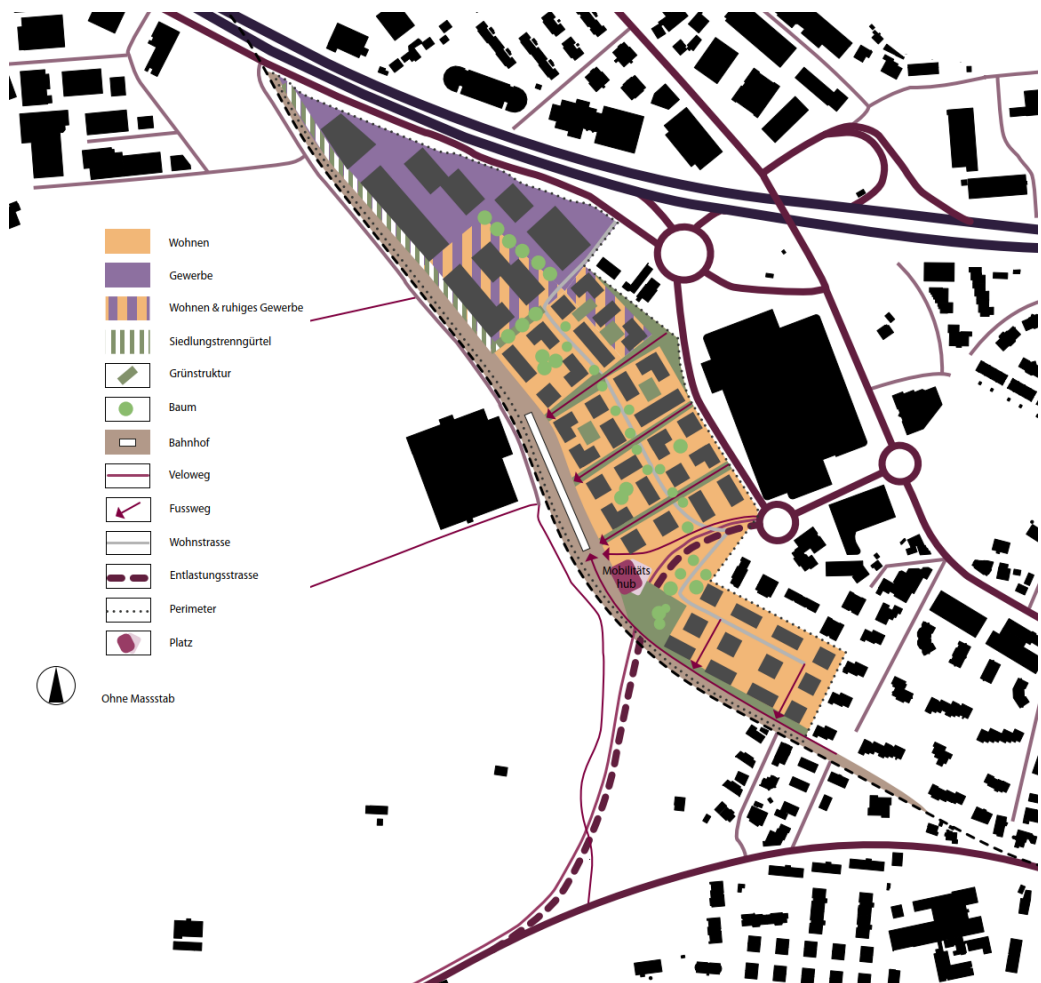 Wohnen
Gewerbe
Wohnen & ruhiges Gewerbe
Siedlungstrenngürtel
Grünstruktur
Baum
Bahnhof
Veloweg
Fussweg
Wohnstrasse
Entlastungsstrasse
Perimeter
Platz
Ohne Massstab
Mobilitäts
hub